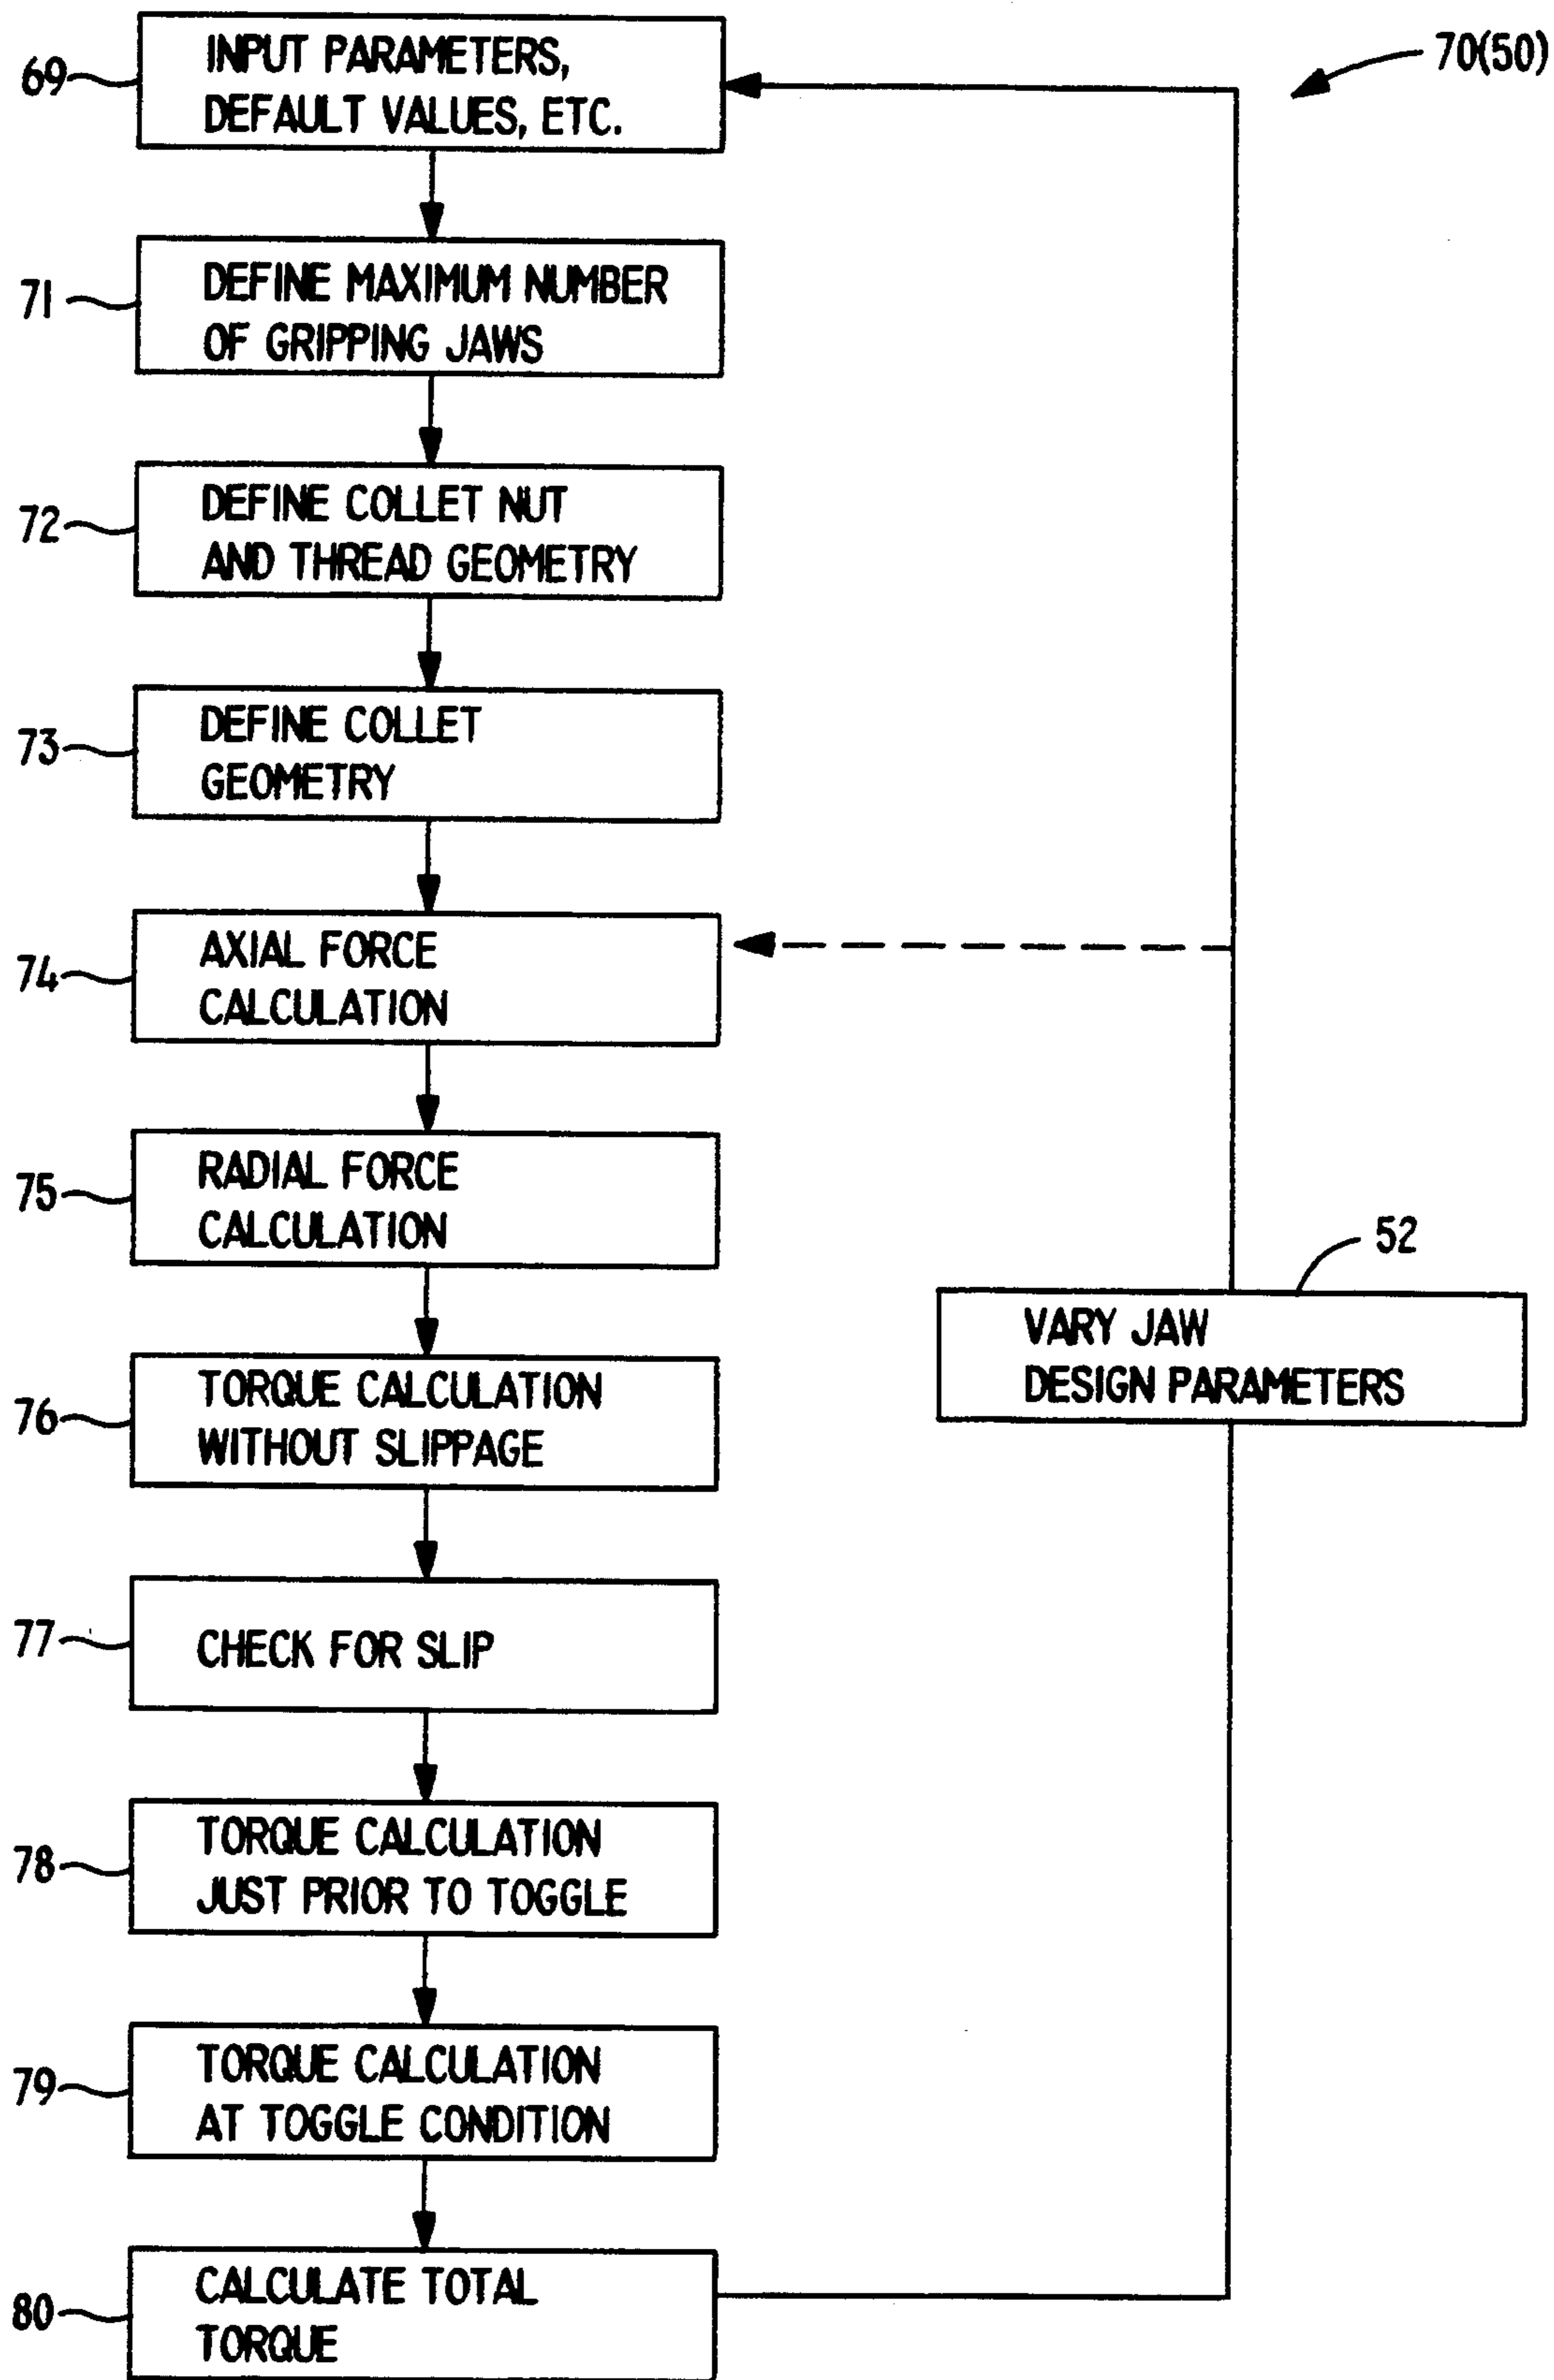 70(50)
69
INPUT PARAMETERS,
DEFAULT VALUES, ETC.
71
DEFINE MAXIMUM NUMBER
OF GRIPPING JAWS
72
DEFINE COLLET NUT
AND THREAD GEOMETRY
73
DEFINE COLLET
GEOMETRY
74
AXIAL FORCE
CALCULATION
75
RADIAL FORCE
CALCULATION
52
VARY JAW
DESIGN PARAMETERS
76
TORQUE CALCULATION
WITHOUT SLIPPAGE
77
CHECK FOR SLIP
78
TORQUE CALCULATION
JUST PRIOR TO TOGGLE
79
TORQUE CALCULATION
AT TOGGLE CONDITION
80
CALCULATE TOTAL
TORQUE